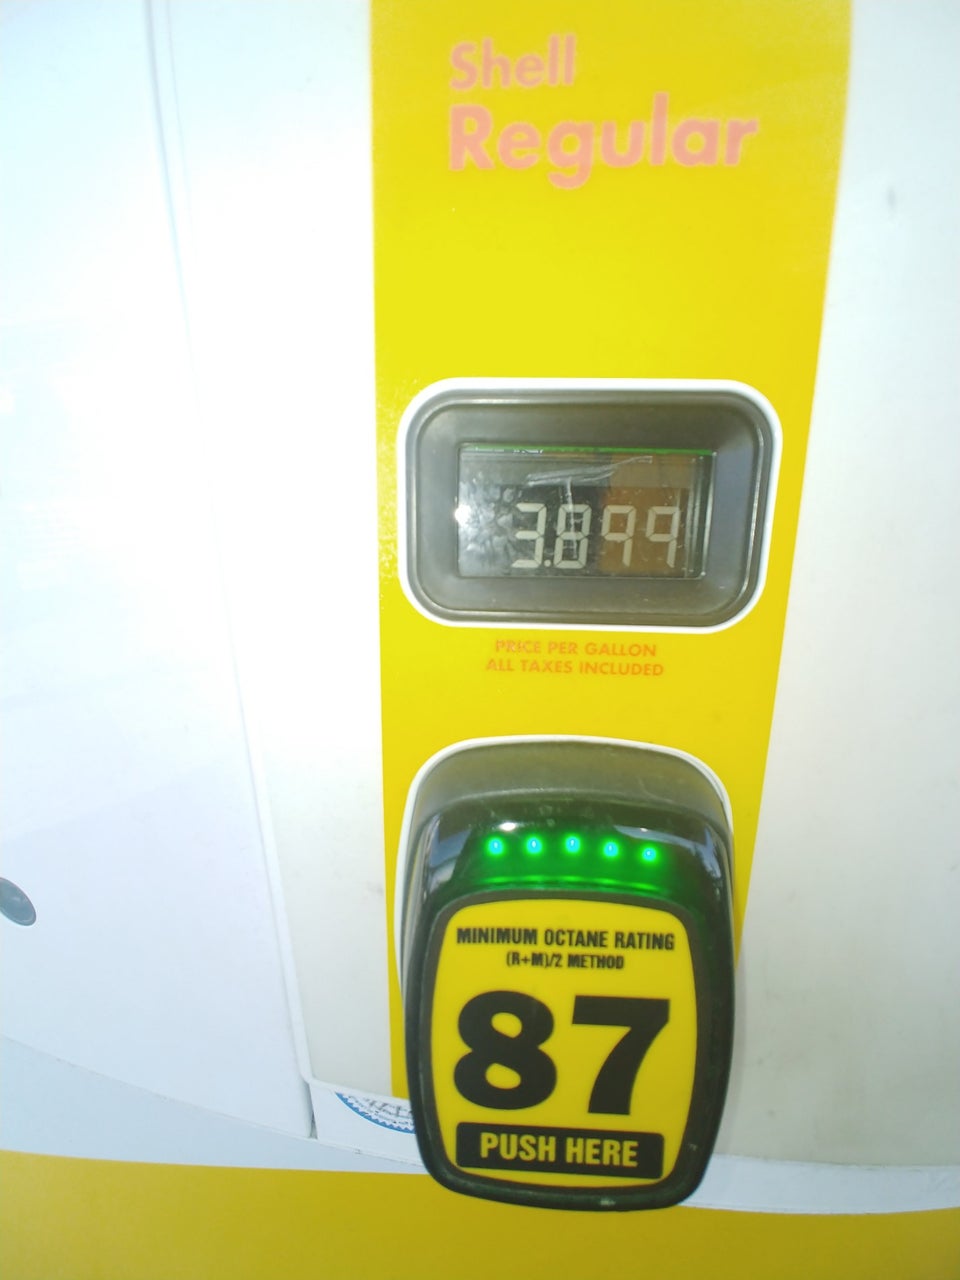 Shell
Regular
3.899
PRICE PER GALLON
ALL TAXES INCLUDED
MINIMUM OCTANE RATING
(R+M)/2 METHOD
87
PUSH HERE